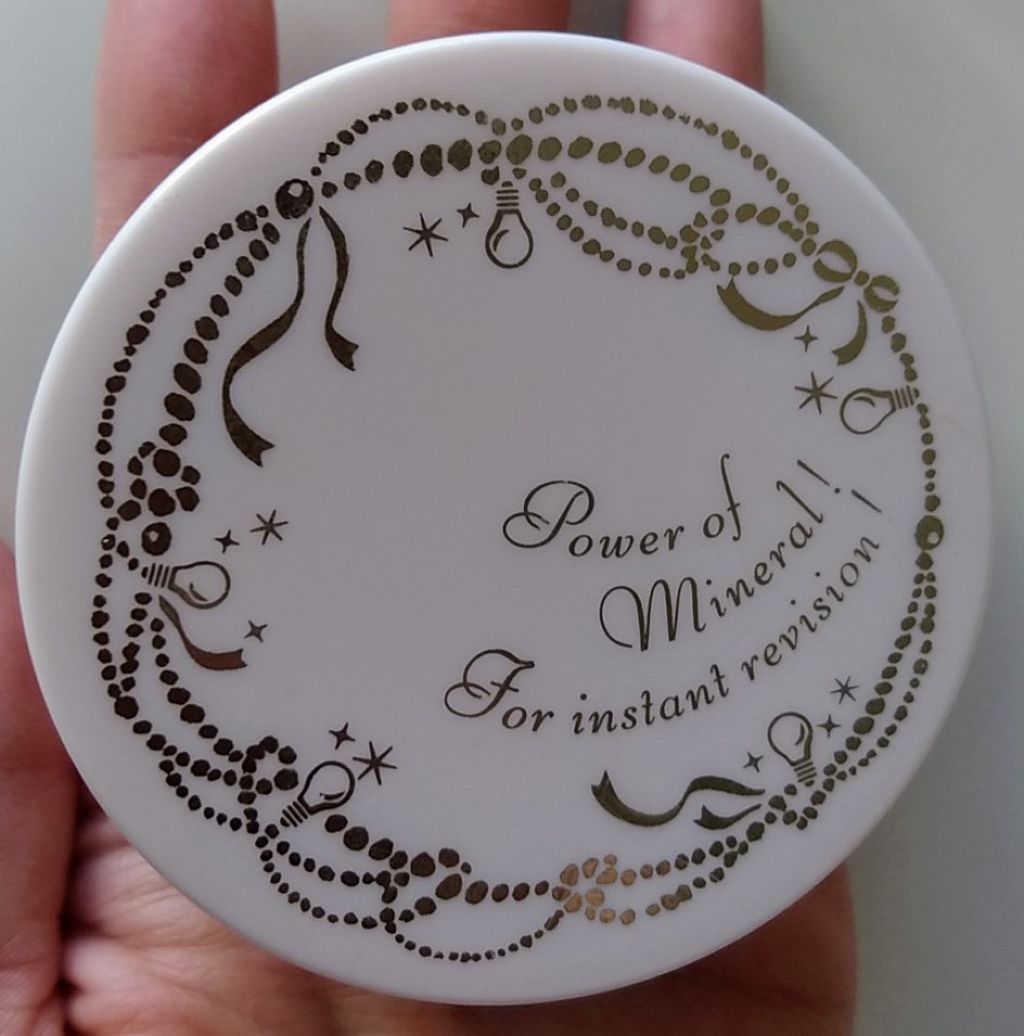 Power of
Mineral!
For instant revision!